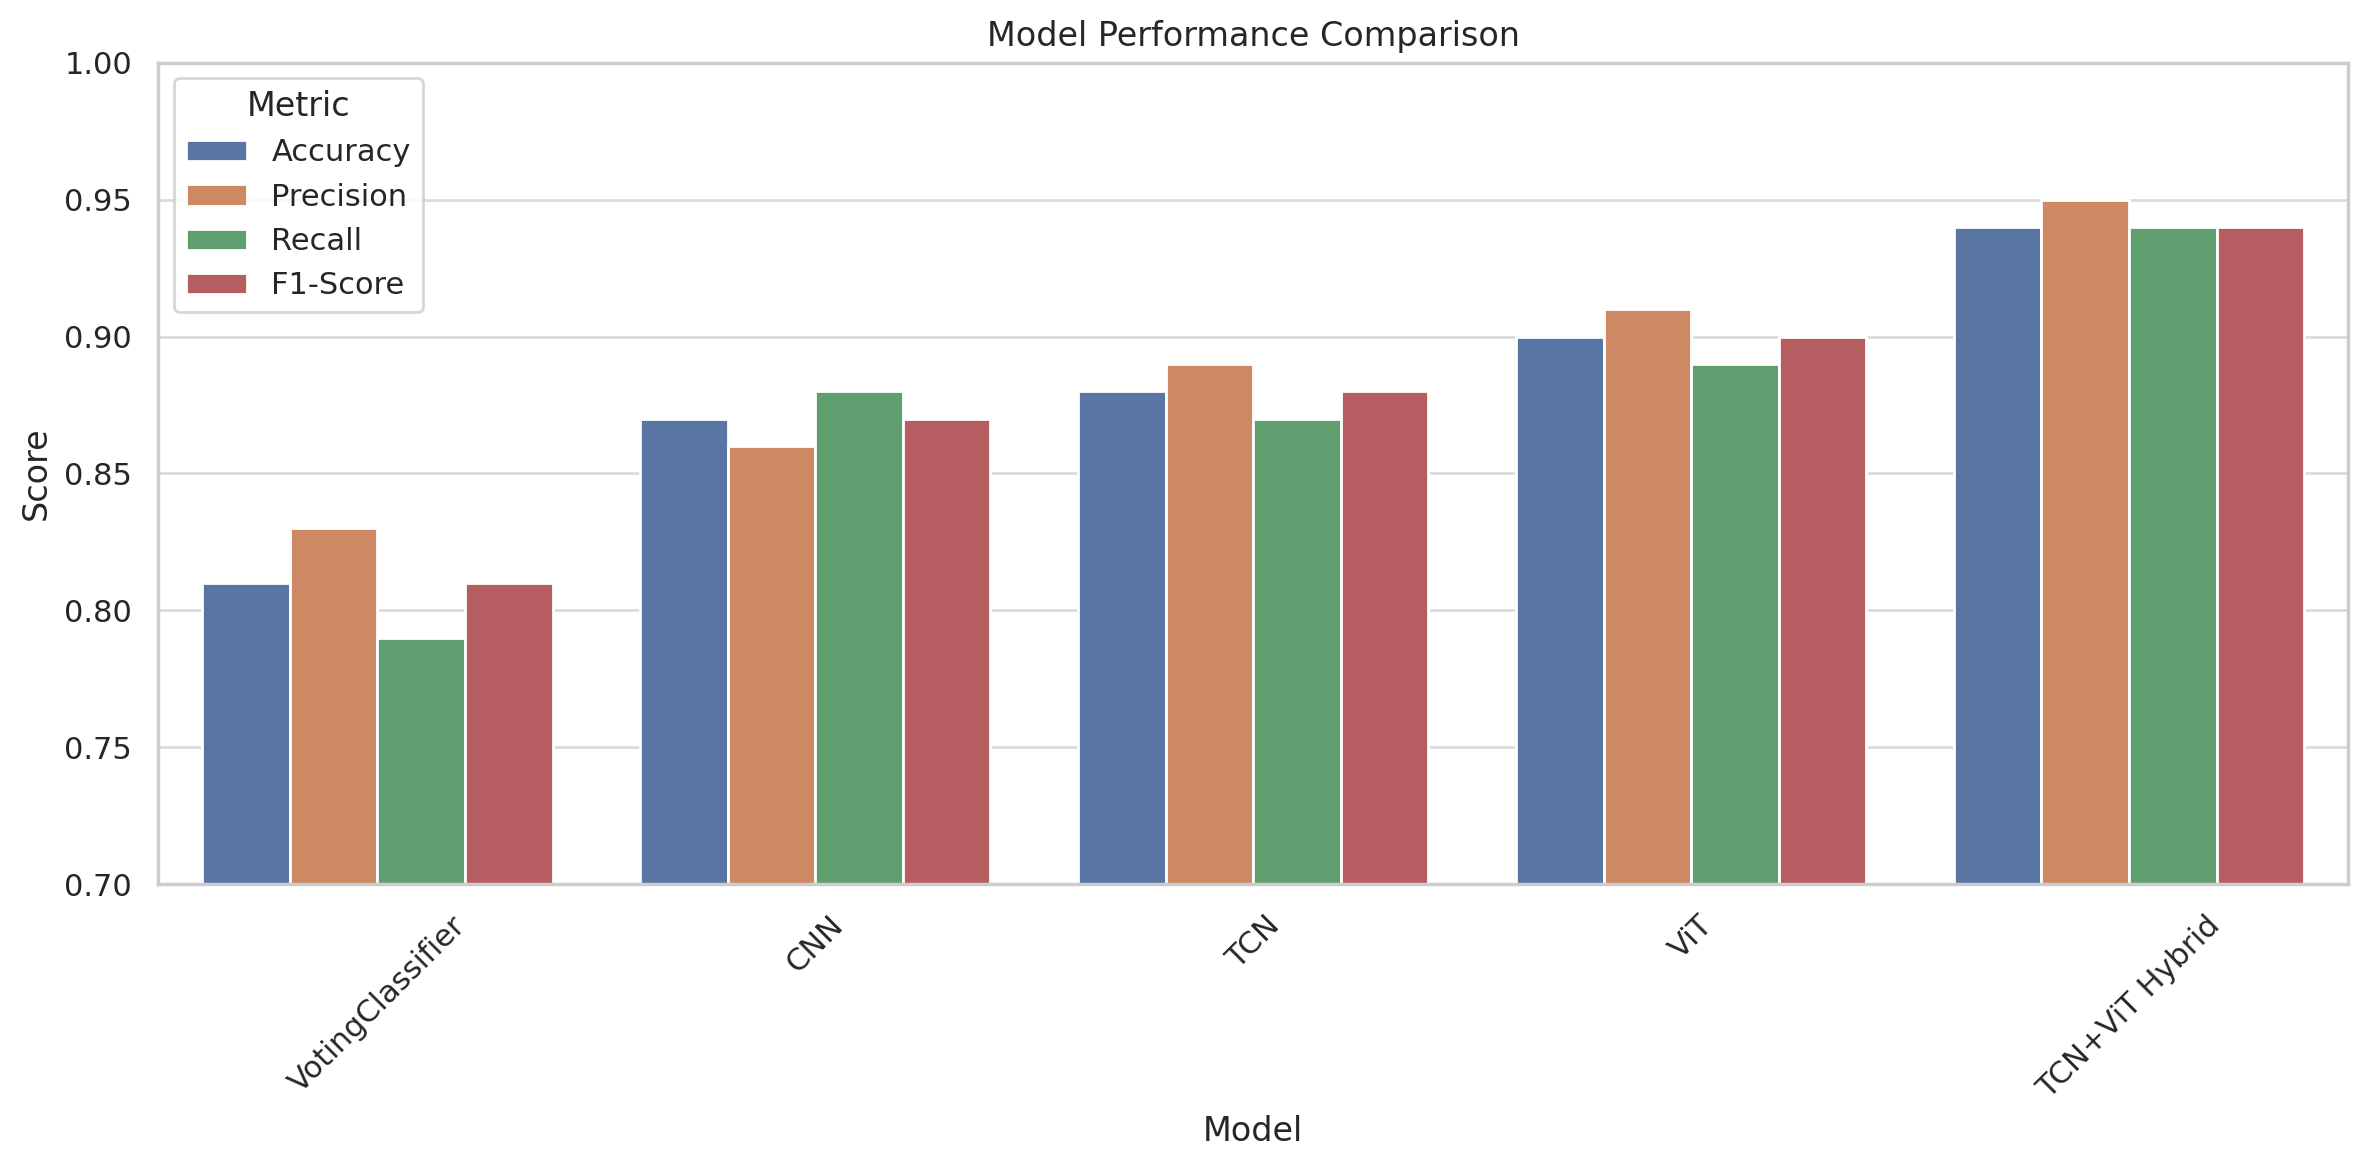 Model Performance Comparison
1.00
0.95
0.90
0.85
0.80
0.75
0.70
Score
Metric
Accuracy
Precision
Recall
F1-Score
VotingClassifier
CNN
TCN
ViT
TCN+ViT Hybrid
Model